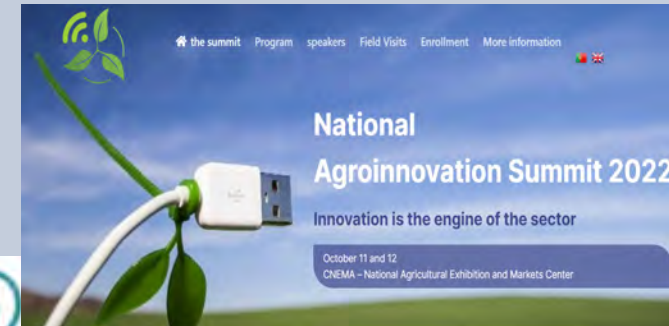 the summit Program speakers Field Visits Enrollment More information
National
Agroinnovation Summit 2022
Innovation is the engine of the sector
October 11 and 12
CNEMA – National Agricultural Exhibition and Markets Center